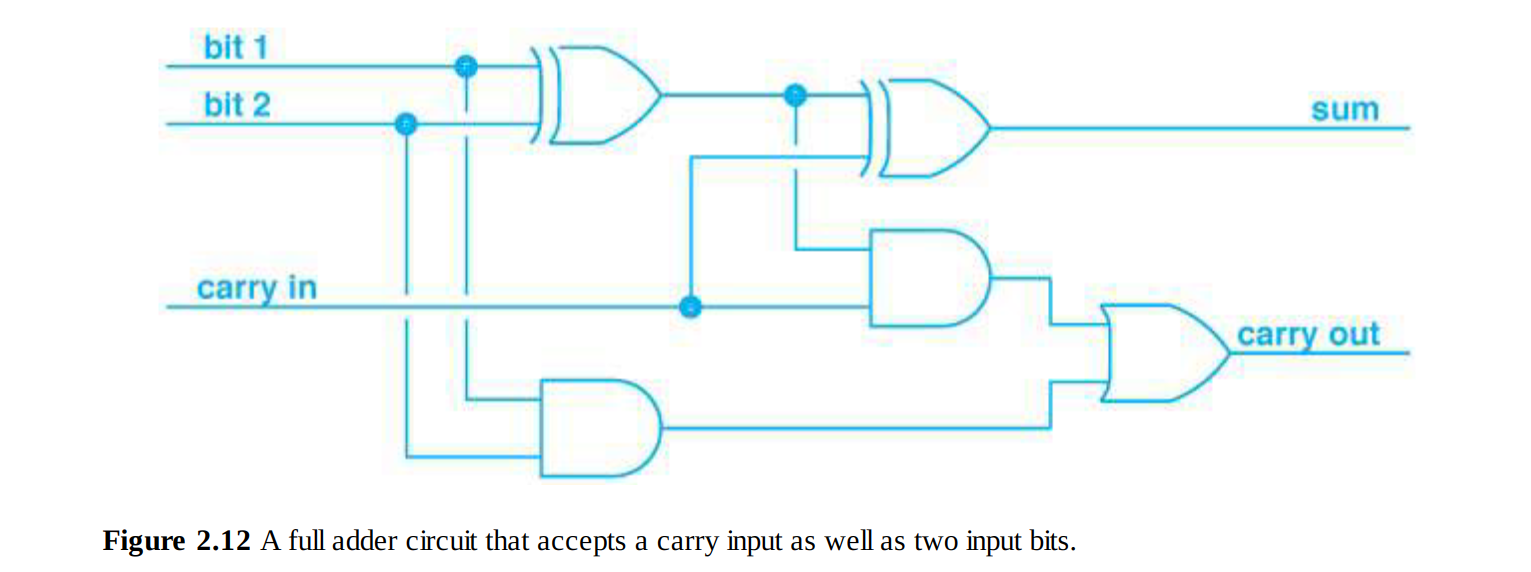 bit 1
bit 2
sum
carry in
carry out
Figure 2.12 A full adder circuit that accepts a carry input as well as two input bits.